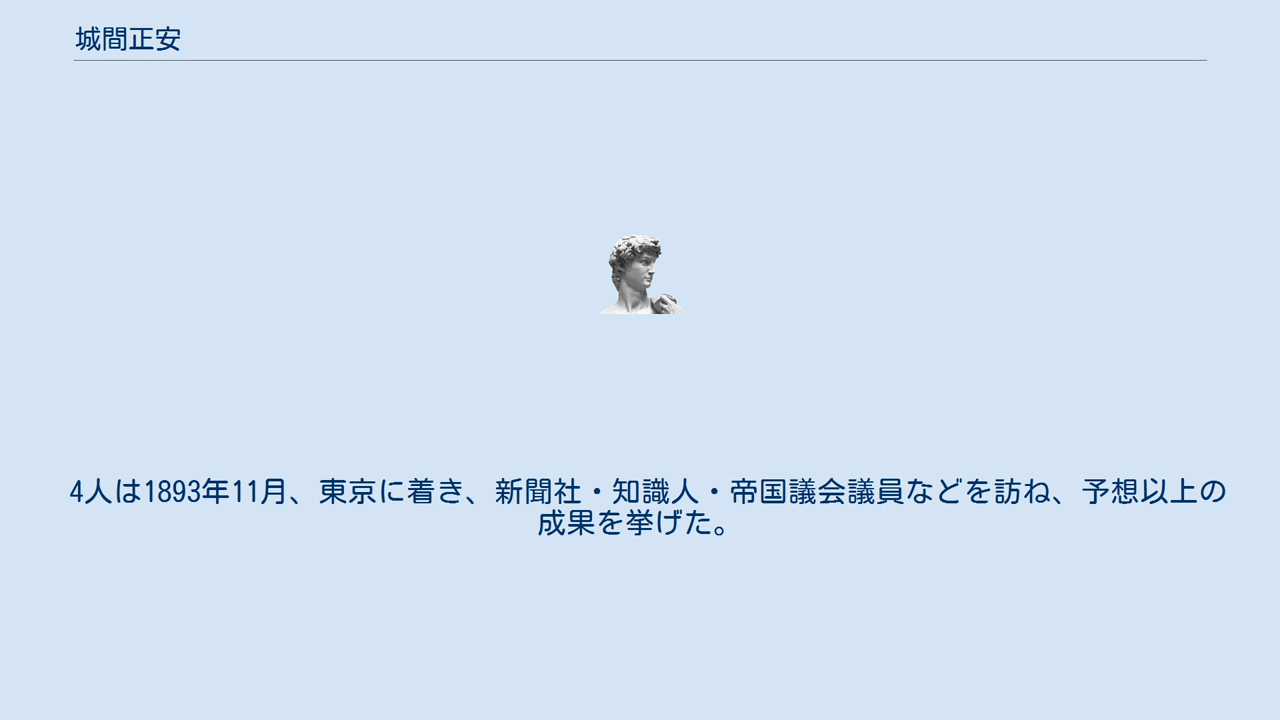 城間正安
4人は1893年11月、東京に着き、新聞社・知識人・帝国議会議員などを訪ね、予想以上の
成果を挙げた。